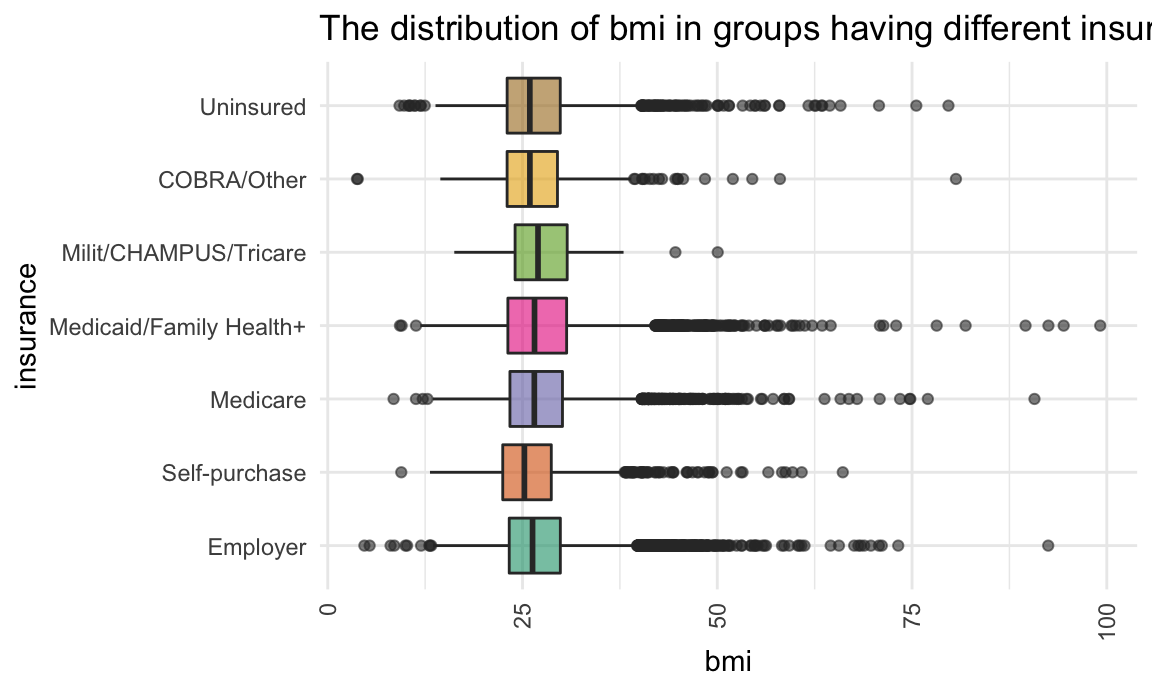 The distribution of bmi in groups having different insur
Uninsured
COBRA/Other
Milit/CHAMPUS/Tricare
Medicaid/Family Health+
Medicare
Self-purchase
Employer
insurance
0
25
50
75
100
bmi